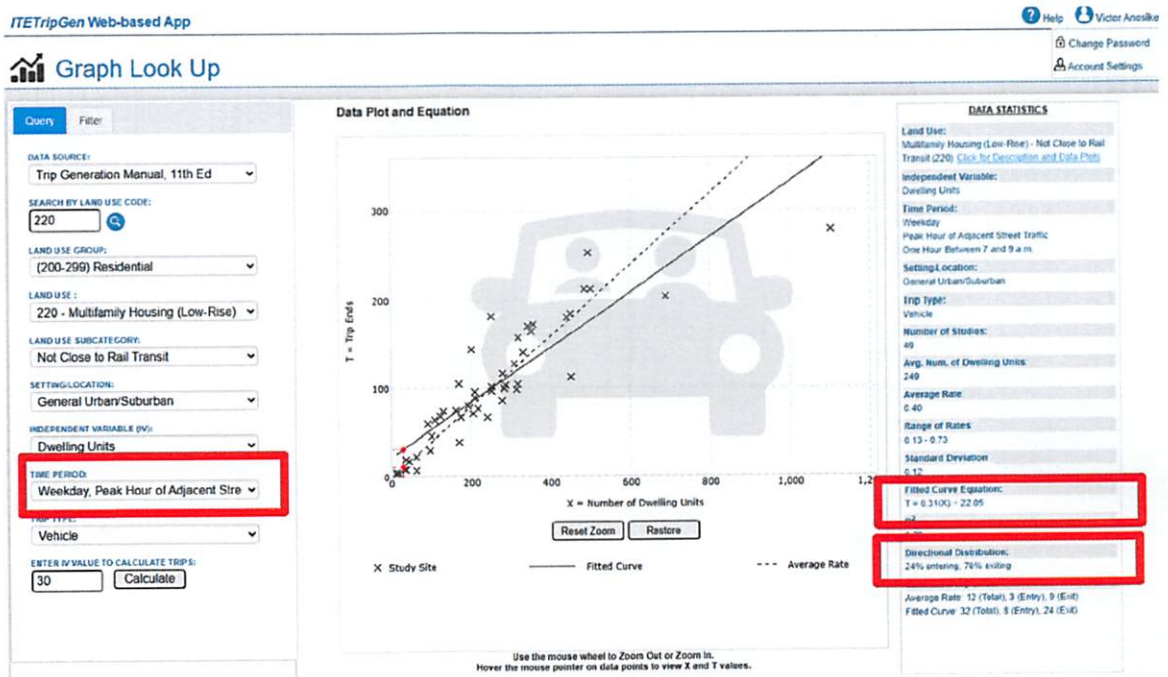 ITETripGen Web-based App
Help Victor Anosike
Change Password
Account Settings
Graph Look Up
Query Filter
DATA SOURCE:
Trip Generation Manual, 11th Ed
SEARCH BY LAND USE CODE:
220
LAND USE GROUP:
(200-299) Residential
LAND USE :
220 - Multifamily Housing (Low-Rise)
LAND USE SUBCATEGORY:
Not Close to Rail Transit
SETTING/LOCATION:
General Urban/Suburban
INDEPENDENT VARIABLE (IV):
Dwelling Units
TIME PERIOD:
Weekday, Peak Hour of Adjacent Stre
TRIP TYPE:
Vehicle
ENTER IV VALUE TO CALCULATE TRIPS:
30 Calculate
Data Plot and Equation
300
200
100
0
0 200 400 600 800 1,000 1,2
T = Trip Ends
X = Number of Dwelling Units
Reset Zoom Restore
X Study Site Fitted Curve Average Rate
Use the mouse wheel to Zoom Out or Zoom In.
Hover the mouse pointer on data points to view X and T values.
DATA STATISTICS
Land Use:
Multifamily Housing (Low-Rise) - Not Close to Rail
Transit (220) Click for Description and Data Plots
Independent Variable:
Dwelling Units
Time Period:
Weekday
Peak Hour of Adjacent Street Traffic
One Hour Between 7 and 9 a.m.
Setting/Location:
General Urban/Suburban
Trip Type:
Vehicle
Number of Studies:
49
Avg. Num. of Dwelling Units:
249
Average Rate:
0.40
Range of Rates:
0.13 - 0.73
Standard Deviation:
0.12
Fitted Curve Equation:
T = 0.31(X) + 22.85
Directional Distribution:
24% entering, 76% exiting
Average Rate: 12 (Total), 3 (Entry), 9 (Exit)
Fitted Curve: 32 (Total), 8 (Entry), 24 (Exit)